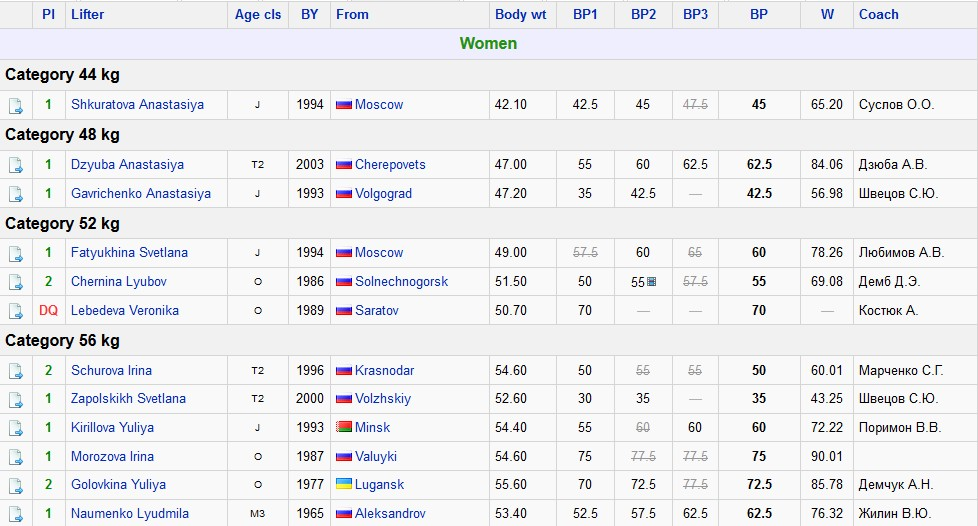 Pl Lifter Age cls BY From Body wt BP1 BP2 BP3 BP W Coach
Women
Category 44 kg
1 Shkuratova Anastasiya J 1994 Moscow 42.10 42.5 45 47.5 45 65.20 Суслов О.О.
Category 48 kg
1 Dzyuba Anastasiya T2 2003 Cherepovets 47.00 55 60 62.5 62.5 84.06 Дзюба А.В.
1 Gavrichenko Anastasiya J 1993 Volgograd 47.20 35 42.5 — 42.5 56.98 Швецов С.Ю.
Category 52 kg
1 Fatyukhina Svetlana J 1994 Moscow 49.00 57.5 60 65 60 78.26 Любимов А.В.
2 Chernina Lyubov O 1986 Solnechnogorsk 51.50 50 55 57.5 55 69.08 Демб Д.Э.
DQ Lebedeva Veronika O 1989 Saratov 50.70 70 — — 70 — Костюк А.
Category 56 kg
2 Schurova Irina T2 1996 Krasnodar 54.60 50 55 55 50 60.01 Марченко С.Г.
1 Zapolskikh Svetlana T2 2000 Volzhskiy 52.60 30 35 — 35 43.25 Швецов С.Ю.
1 Kirillova Yuliya J 1993 Minsk 54.40 55 60 60 60 72.22 Поримон В.В.
1 Morozova Irina O 1987 Valuyki 54.60 75 77.5 77.5 75 90.01
2 Golovkina Yuliya O 1977 Lugansk 55.60 70 72.5 77.5 72.5 85.78 Демчук А.Н.
1 Naumenko Lyudmila M3 1965 Aleksandrov 53.40 52.5 57.5 62.5 62.5 76.32 Жилин В.Ю.